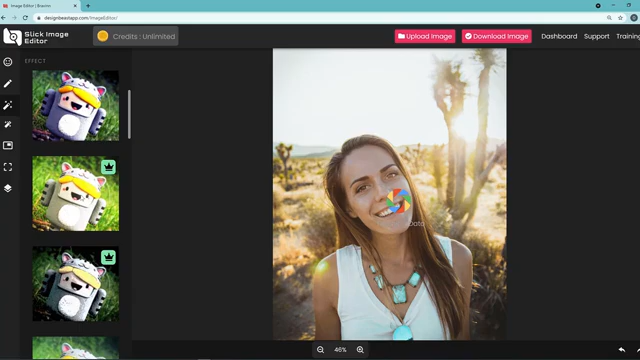 Image Editor | Bravino
designbeastapp.com/ImageEditor/
Slick Image
Editor
Credits : Unlimited
Upload Image
Download Image
Dashboard
Support
Training
EFFECT
46%